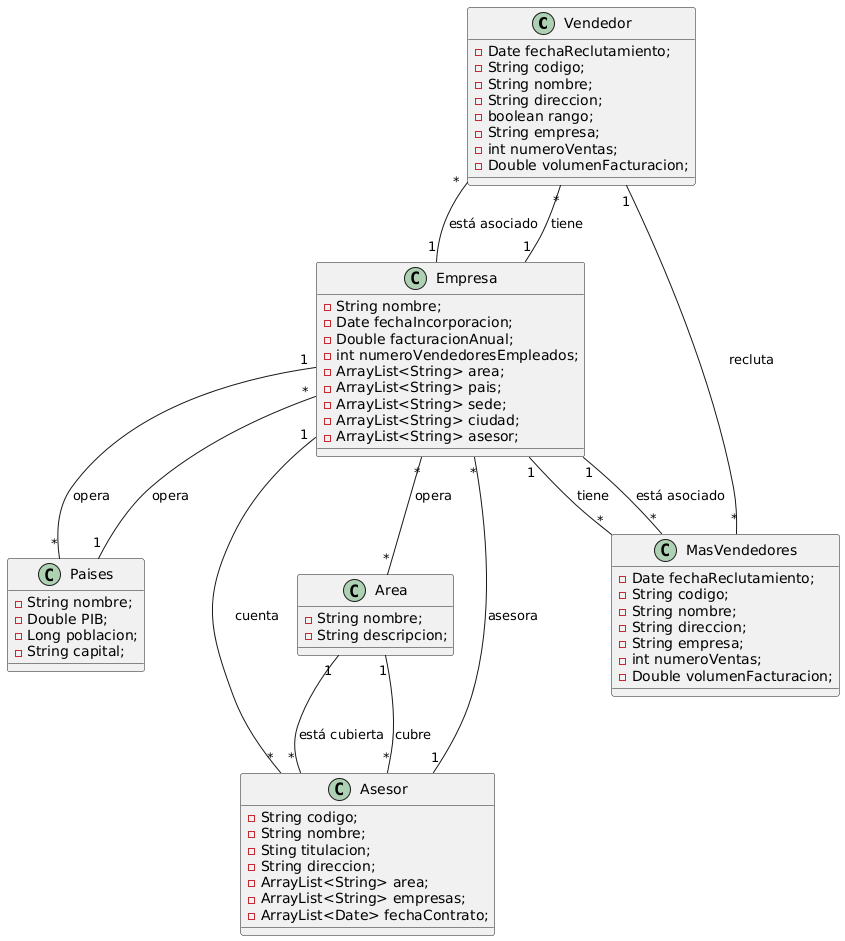 C Vendedor
Date fechaReclutamiento;
String codigo;
String nombre;
String direccion;
boolean rango;
String empresa;
int numeroVentas;
Double volumenFacturacion;
* * 1
está asociado tiene
1 1
C Empresa
String nombre;
Date fechaIncorporacion;
Double facturacionAnual;
int numeroVendedoresEmpleados;
ArrayList<String> area;
ArrayList<String> pais;
ArrayList<String> sede;
ArrayList<String> ciudad;
ArrayList<String> asesor;
1
*
1
recluta
* * 1 1
opera opera opera tiene está asociado
* 1 * * * *
C Paises
String nombre;
Double PIB;
Long poblacion;
String capital;
C Area
String nombre;
String descripcion;
C MasVendedores
Date fechaReclutamiento;
String codigo;
String nombre;
String direccion;
String empresa;
int numeroVentas;
Double volumenFacturacion;
cuenta asesora
1 1
está cubierta cubre
* * * 1
C Asesor
String codigo;
String nombre;
Sting titulacion;
String direccion;
ArrayList<String> area;
ArrayList<String> empresas;
ArrayList<Date> fechaContrato;